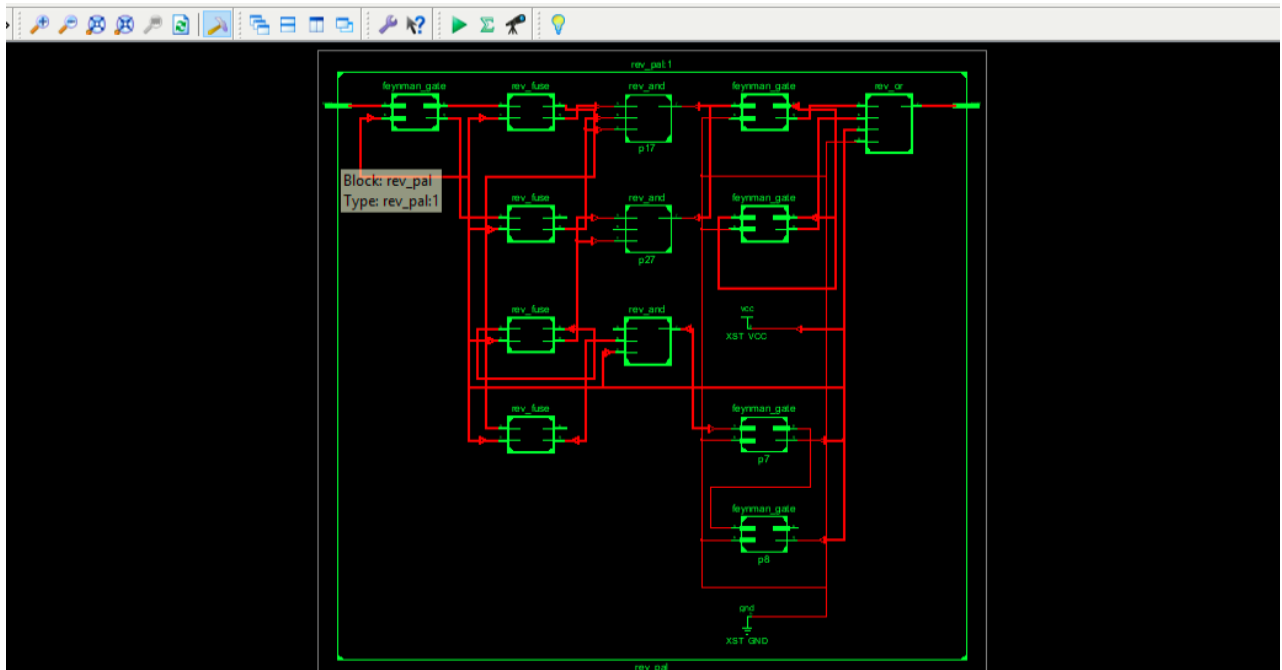 rev_pal:1
feynman_gate rev_fuse rev_and feynman_gate rev_or
p17
Block: rev_pal
Type: rev_pal:1
rev_fuse rev_and feynman_gate
p27
rev_fuse rev_and vcc
XST VCC
rev_fuse feynman_gate
p7
feynman_gate
p8
gnd
XST GND
rev_pal